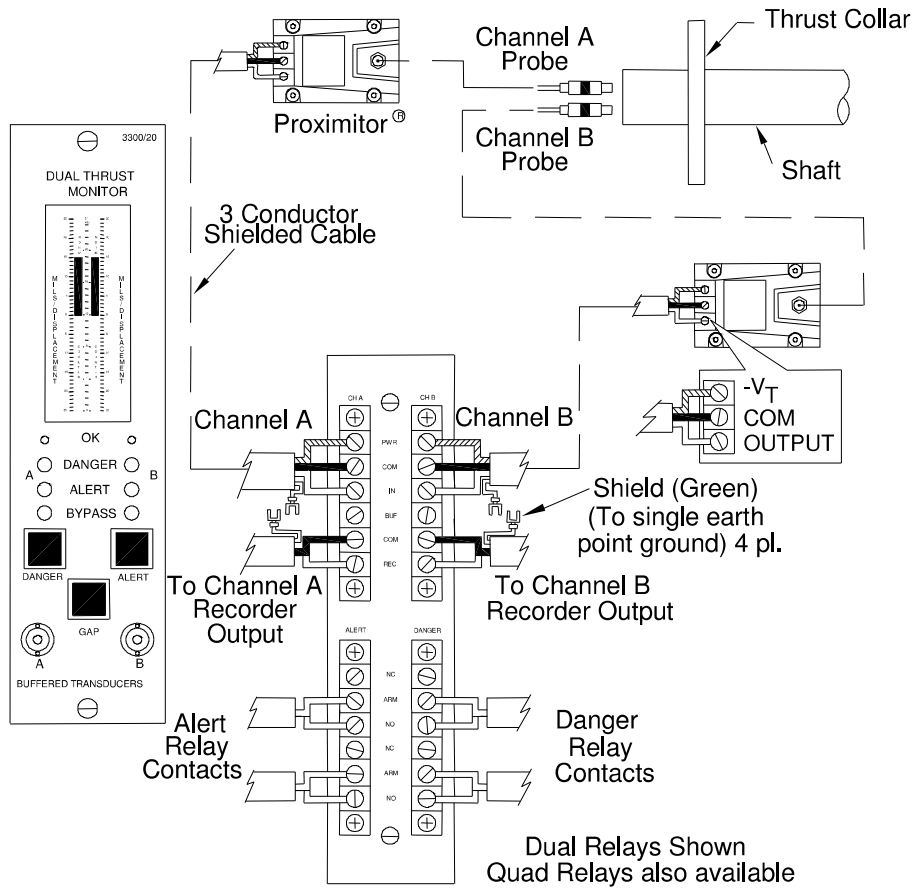 Channel A
Probe
Thrust Collar
Proximitor ®
Channel B
Probe
Shaft
3300/20
DUAL THRUST
MONITOR
3 Conductor
Shielded Cable
MILS/DISPLACEMENT
MILS/DISPLACEMENT
OK
DANGER
A
B
ALERT
BYPASS
DANGER
ALERT
GAP
A
B
BUFFERED TRANSDUCERS
CH A
CH B
Channel A
Channel B
PWR
COM
IN
BUF
COM
REC
-VT
COM
OUTPUT
Shield (Green)
(To single earth
point ground) 4 pl.
To Channel A
Recorder
Output
To Channel B
Recorder Output
ALERT
DANGER
NC
ARM
NO
NC
ARM
NO
Alert
Relay
Contacts
Danger
Relay
Contacts
Dual Relays Shown
Quad Relays also available